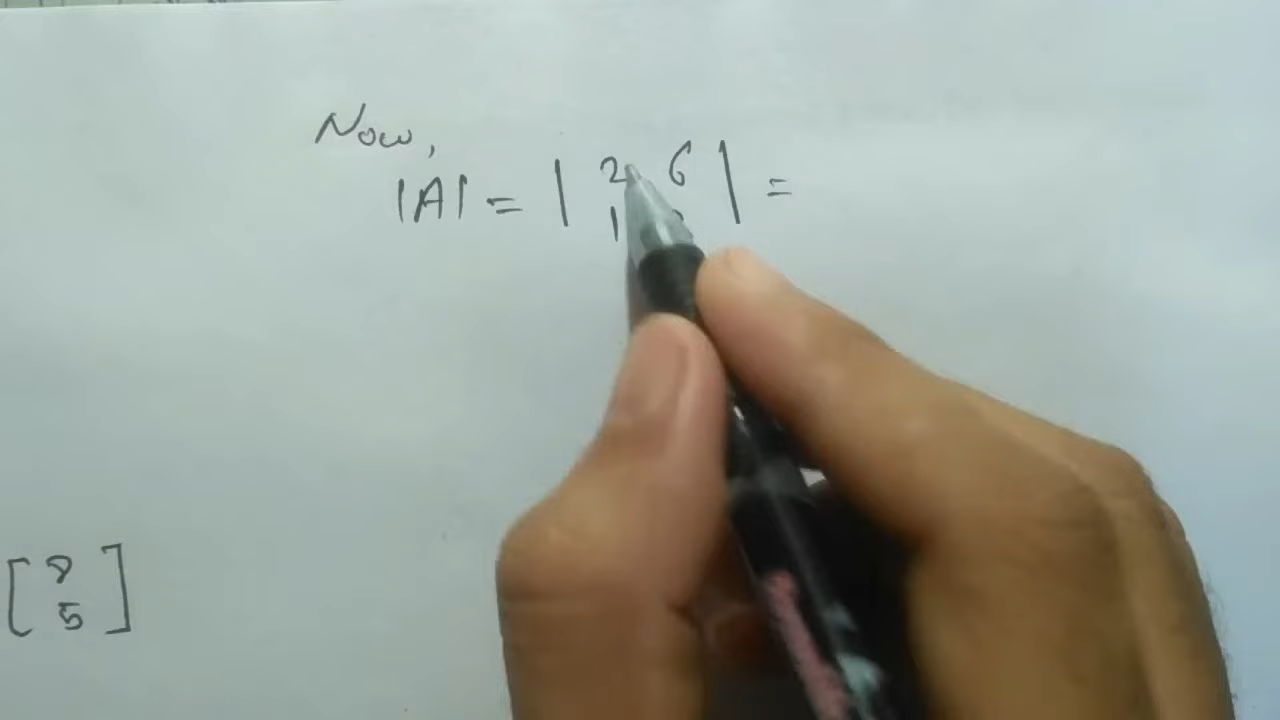 Now,
|A| = | 2 6 | =
1
[ 8 ]
5